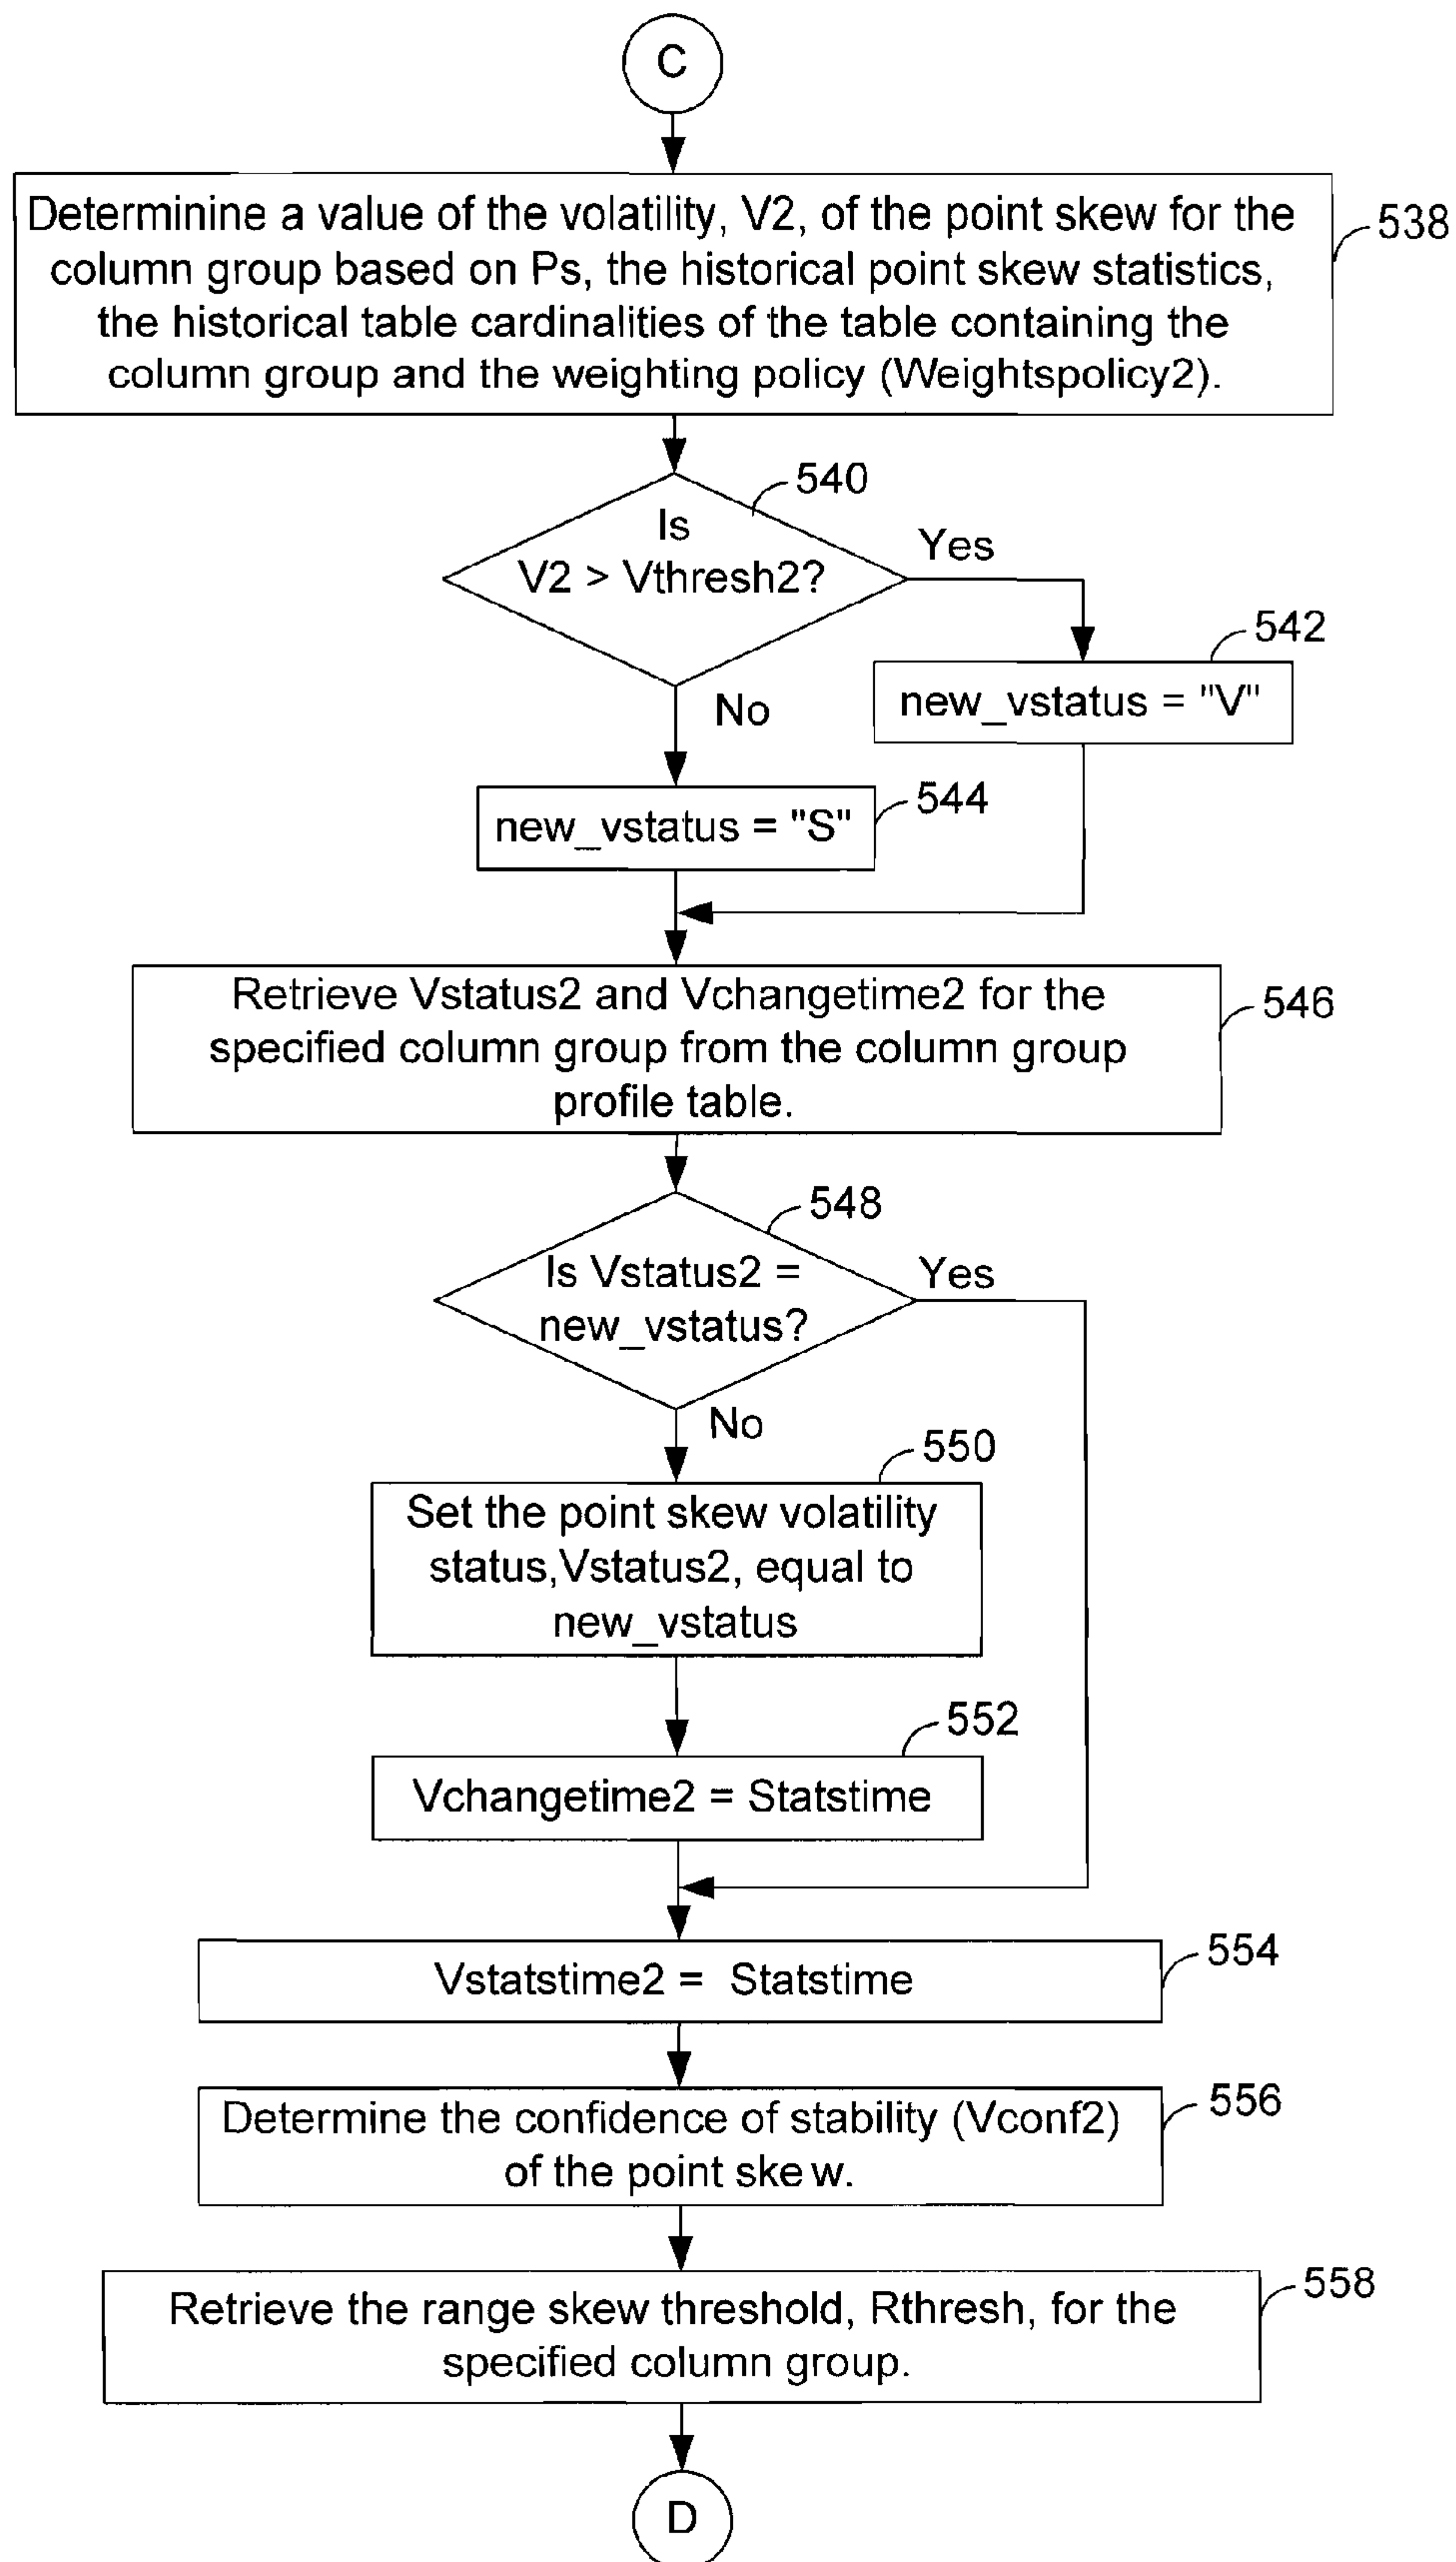 C
Determinine a value of the volatility, V2, of the point skew for the
column group based on Ps, the historical point skew statistics,
the historical table cardinalities of the table containing the
column group and the weighting policy (Weightspolicy2).
538
540
Is
V2 > Vthresh2?
Yes
542
new_vstatus = "V"
No
544
new_vstatus = "S"
Retrieve Vstatus2 and Vchangetime2 for the
specified column group from the column group
profile table.
546
548
Is Vstatus2 =
new_vstatus?
Yes
No
550
Set the point skew volatility
status,Vstatus2, equal to
new_vstatus
552
Vchangetime2 = Statstime
554
Vstatstime2 = Statstime
556
Determine the confidence of stability (Vconf2)
of the point skew.
558
Retrieve the range skew threshold, Rthresh, for the
specified column group.
D